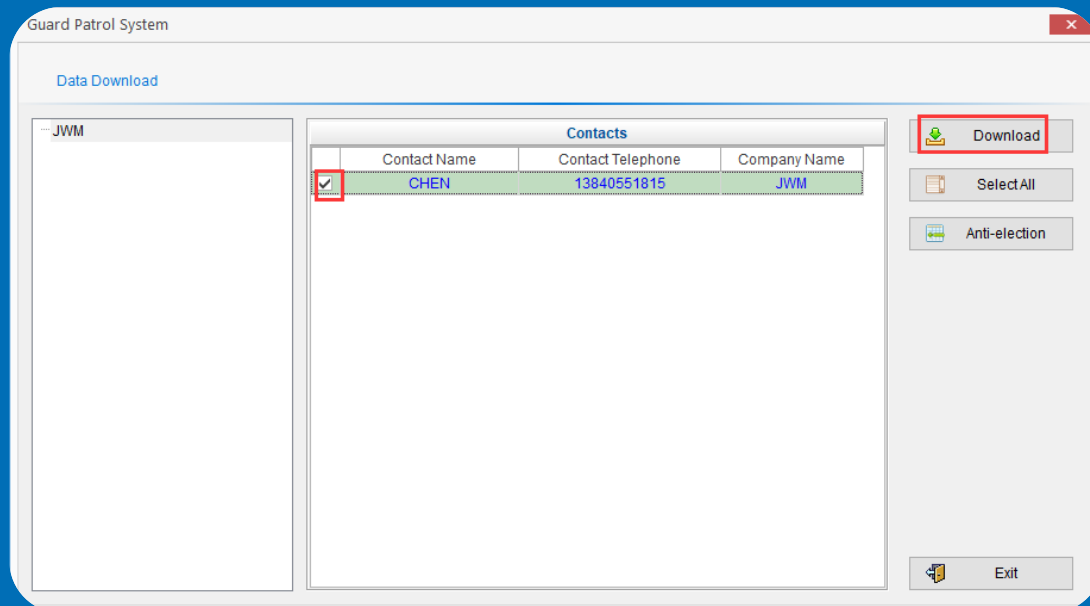 Guard Patrol System
Data Download
JWM
Contacts
Contact Name Contact Telephone Company Name
CHEN 13840551815 JWM
Download
Select All
Anti-election
Exit